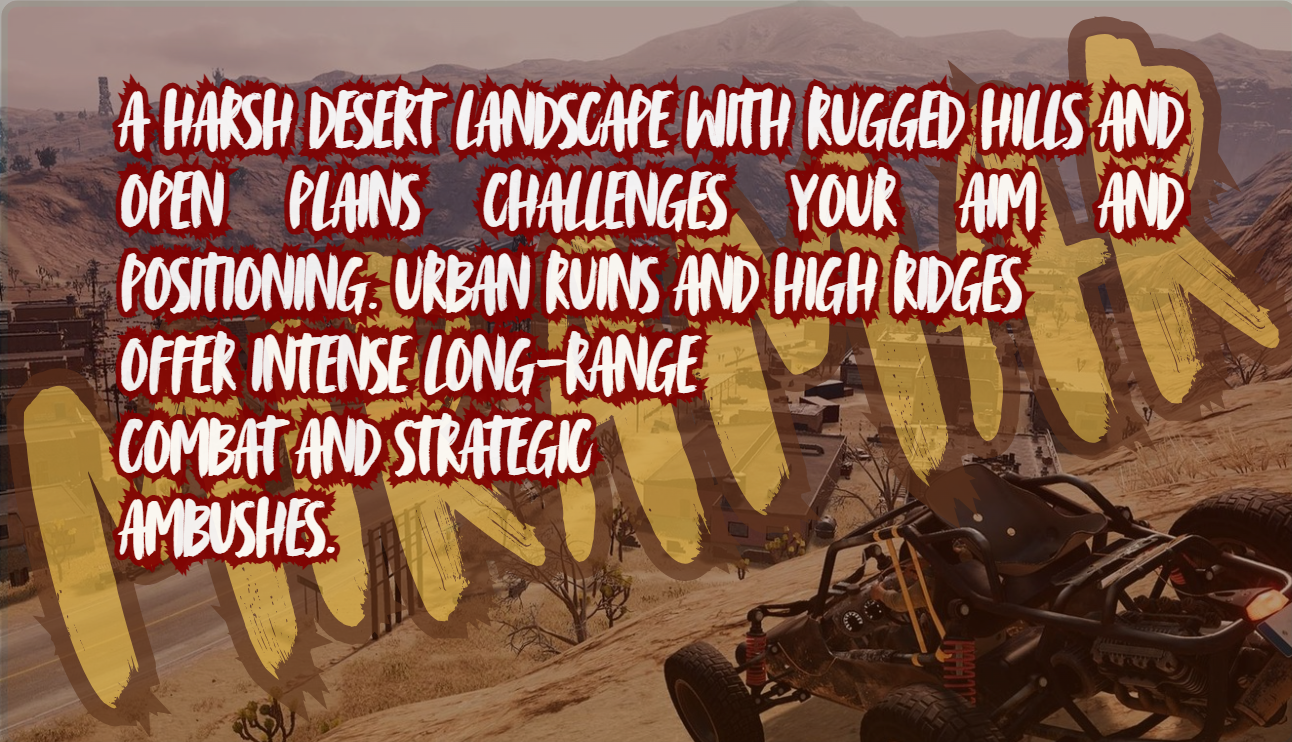 A HARSH DESERT LANDSCAPE WITH RUGGED HILLS AND
OPEN PLAINS CHALLENGES YOUR AIM AND
POSITIONING. URBAN RUINS AND HIGH RIDGES
OFFER INTENSE LONG-RANGE
COMBAT AND STRATEGIC
AMBUSHES.
MIRAMAR